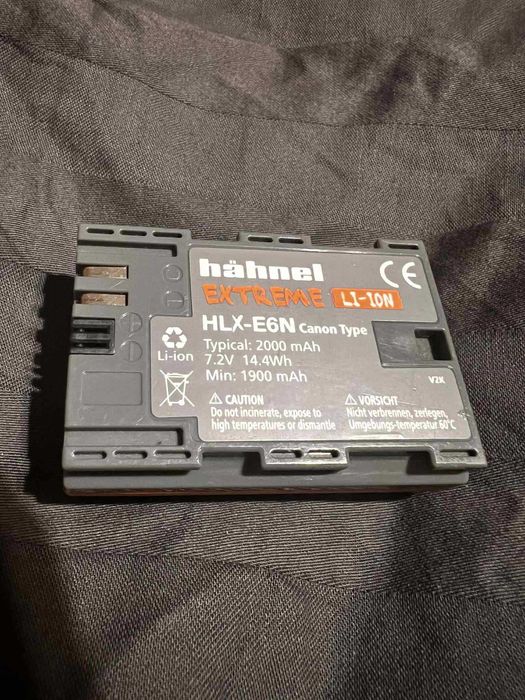 hähnel
EXTREME LI-ION
CE
HLX-E6N Canon Type
Typical: 2000 mAh
7.2V 14.4Wh
Min: 1900 mAh
Li-ion
V2X
CAUTION
Do not incinerate, expose to
high temperatures or dismantle
VORSICHT
Nicht verbrennen, zerlegen,
Umgebungs-temperatur 60°C